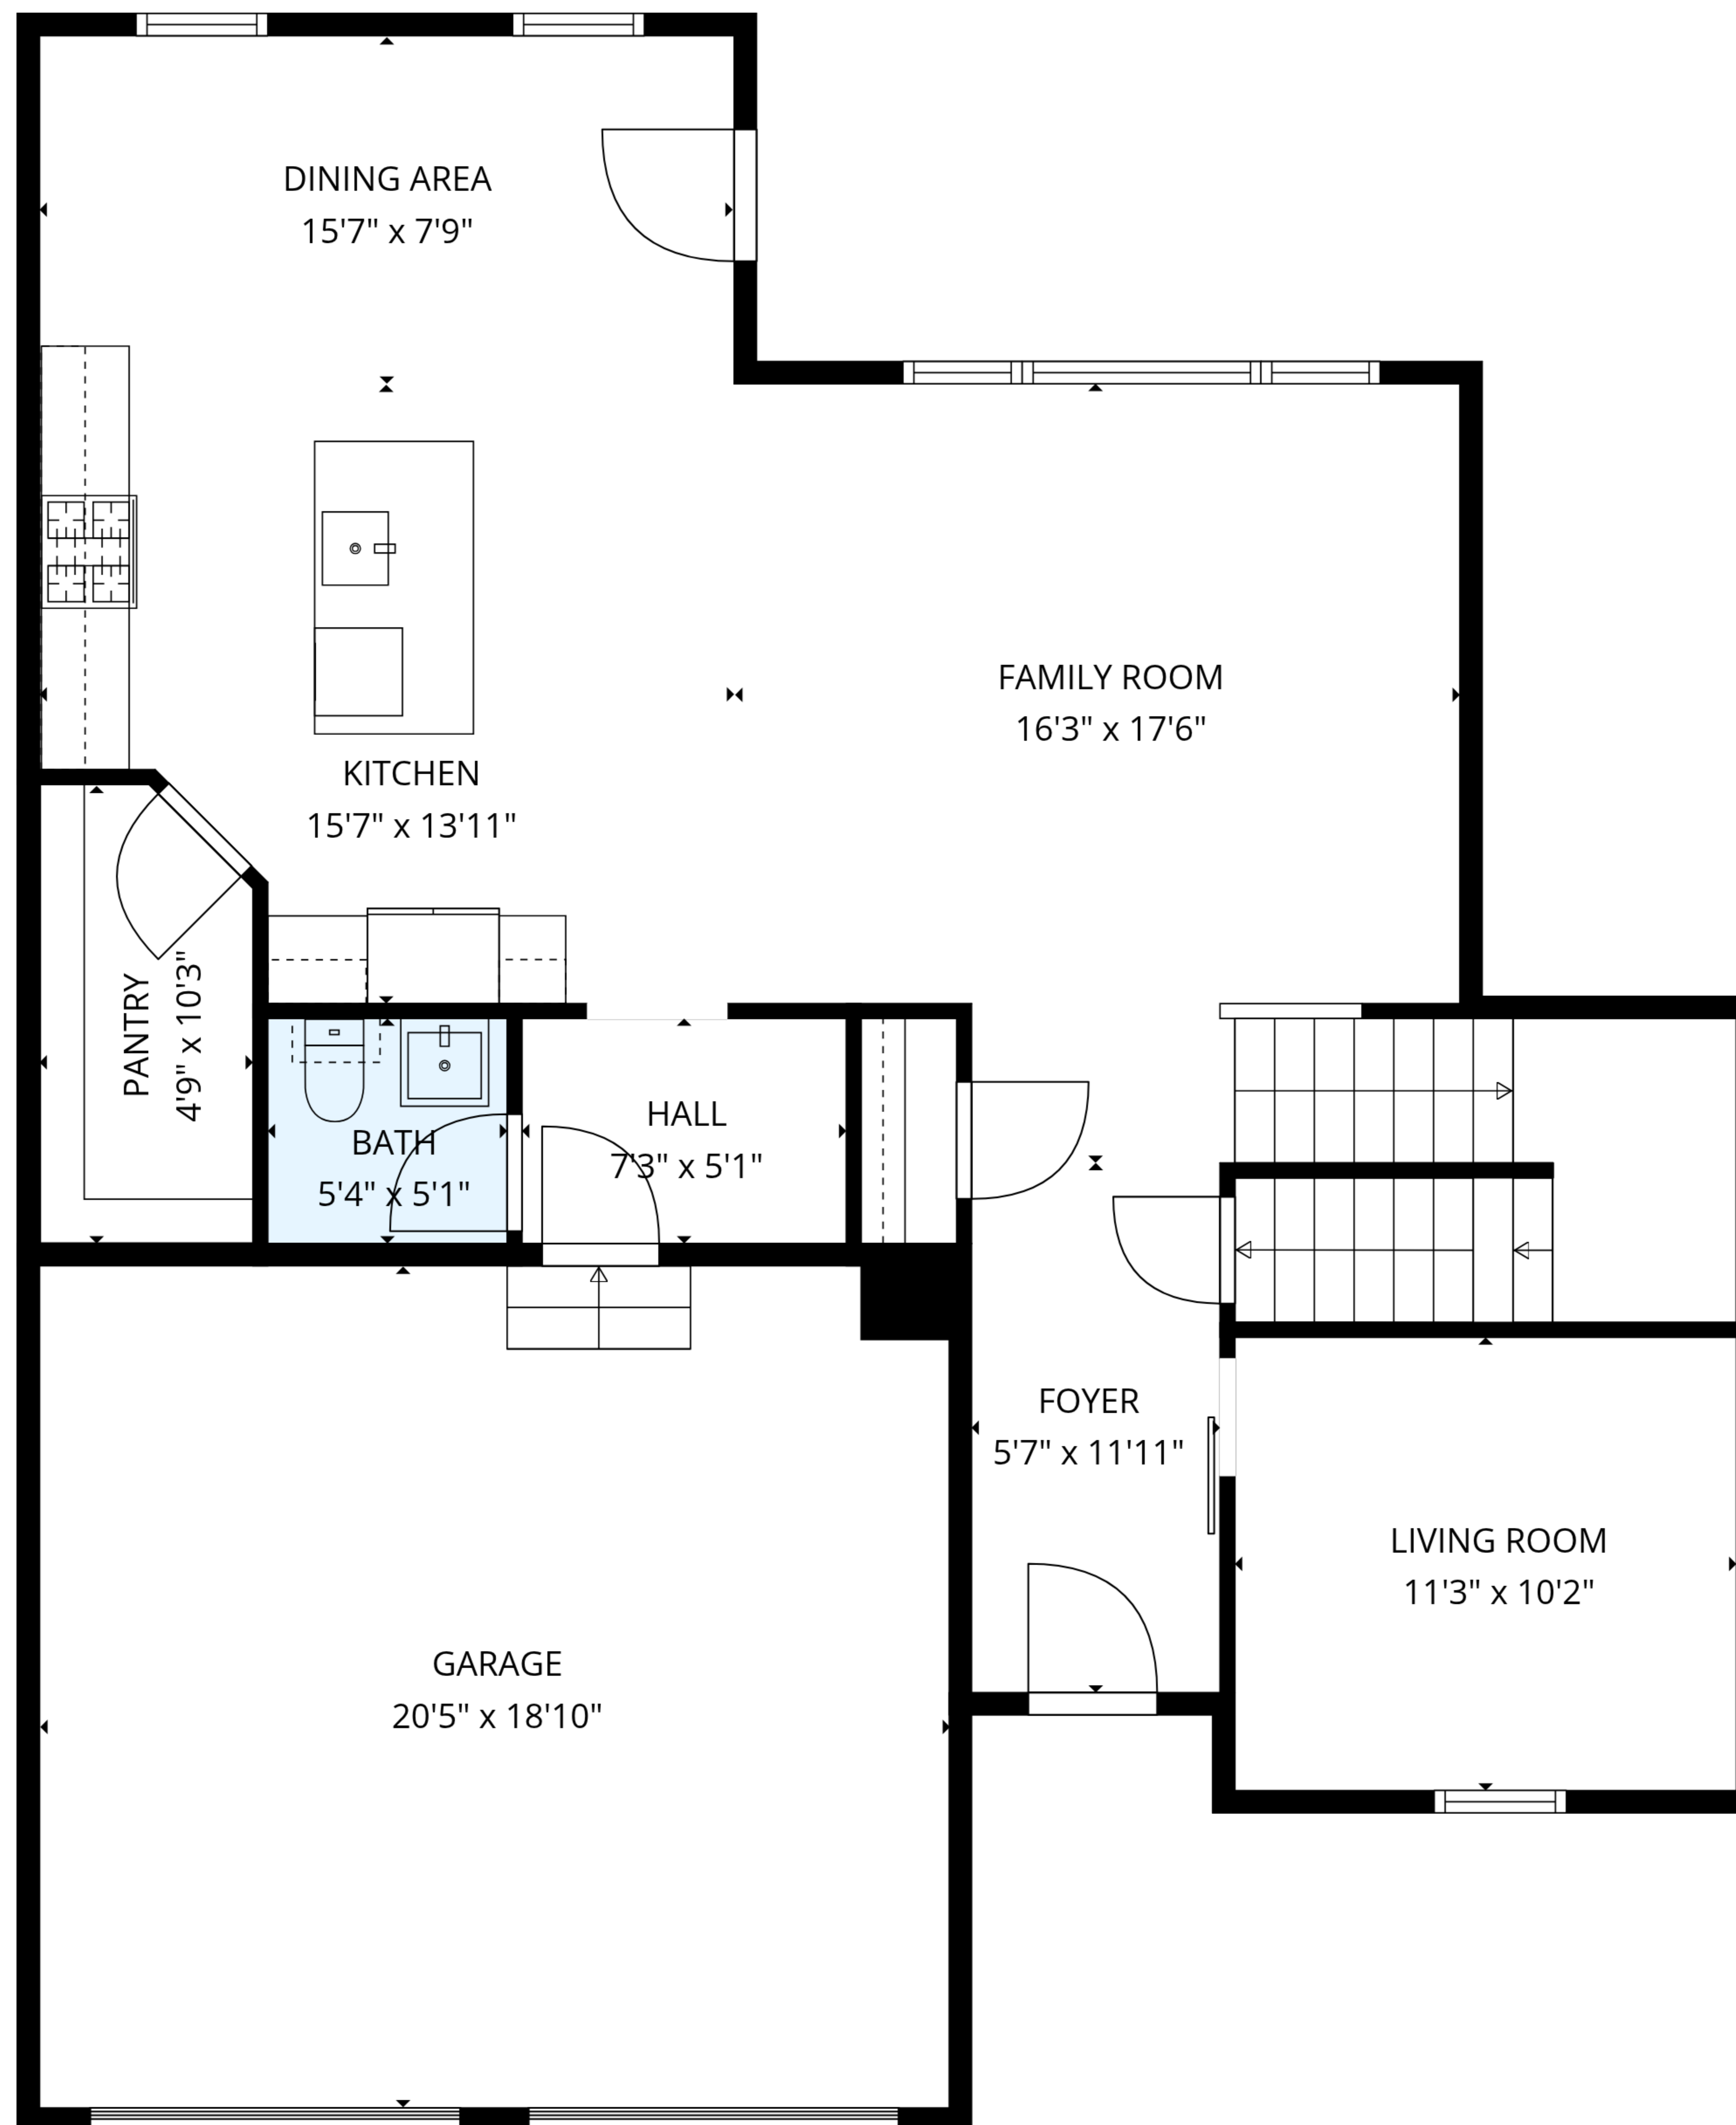 DINING AREA
15'7" x 7'9"
FAMILY ROOM
16'3" x 17'6"
KITCHEN
15'7" x 13'11"
PANTRY
4'9" x 10'3"
BATH
5'4" x 5'1"
HALL
7'3" x 5'1"
FOYER
5'7" x 11'11"
LIVING ROOM
11'3" x 10'2"
GARAGE
20'5" x 18'10"